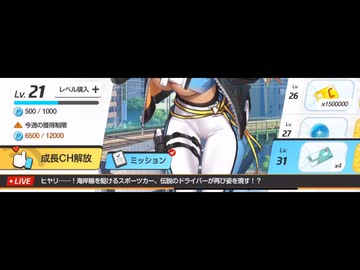 Lv. 21
レベル購入 +
500 / 1000
今週の獲得制限
6500 / 12000
成長CH解放
ミッション
Lv. 26
x1500000
Lv. 27
Lv. 31
x4
LIVE ヒヤリ……！海岸線を駆けるスポーツカー、伝説のドライバーが再び姿を現す！？